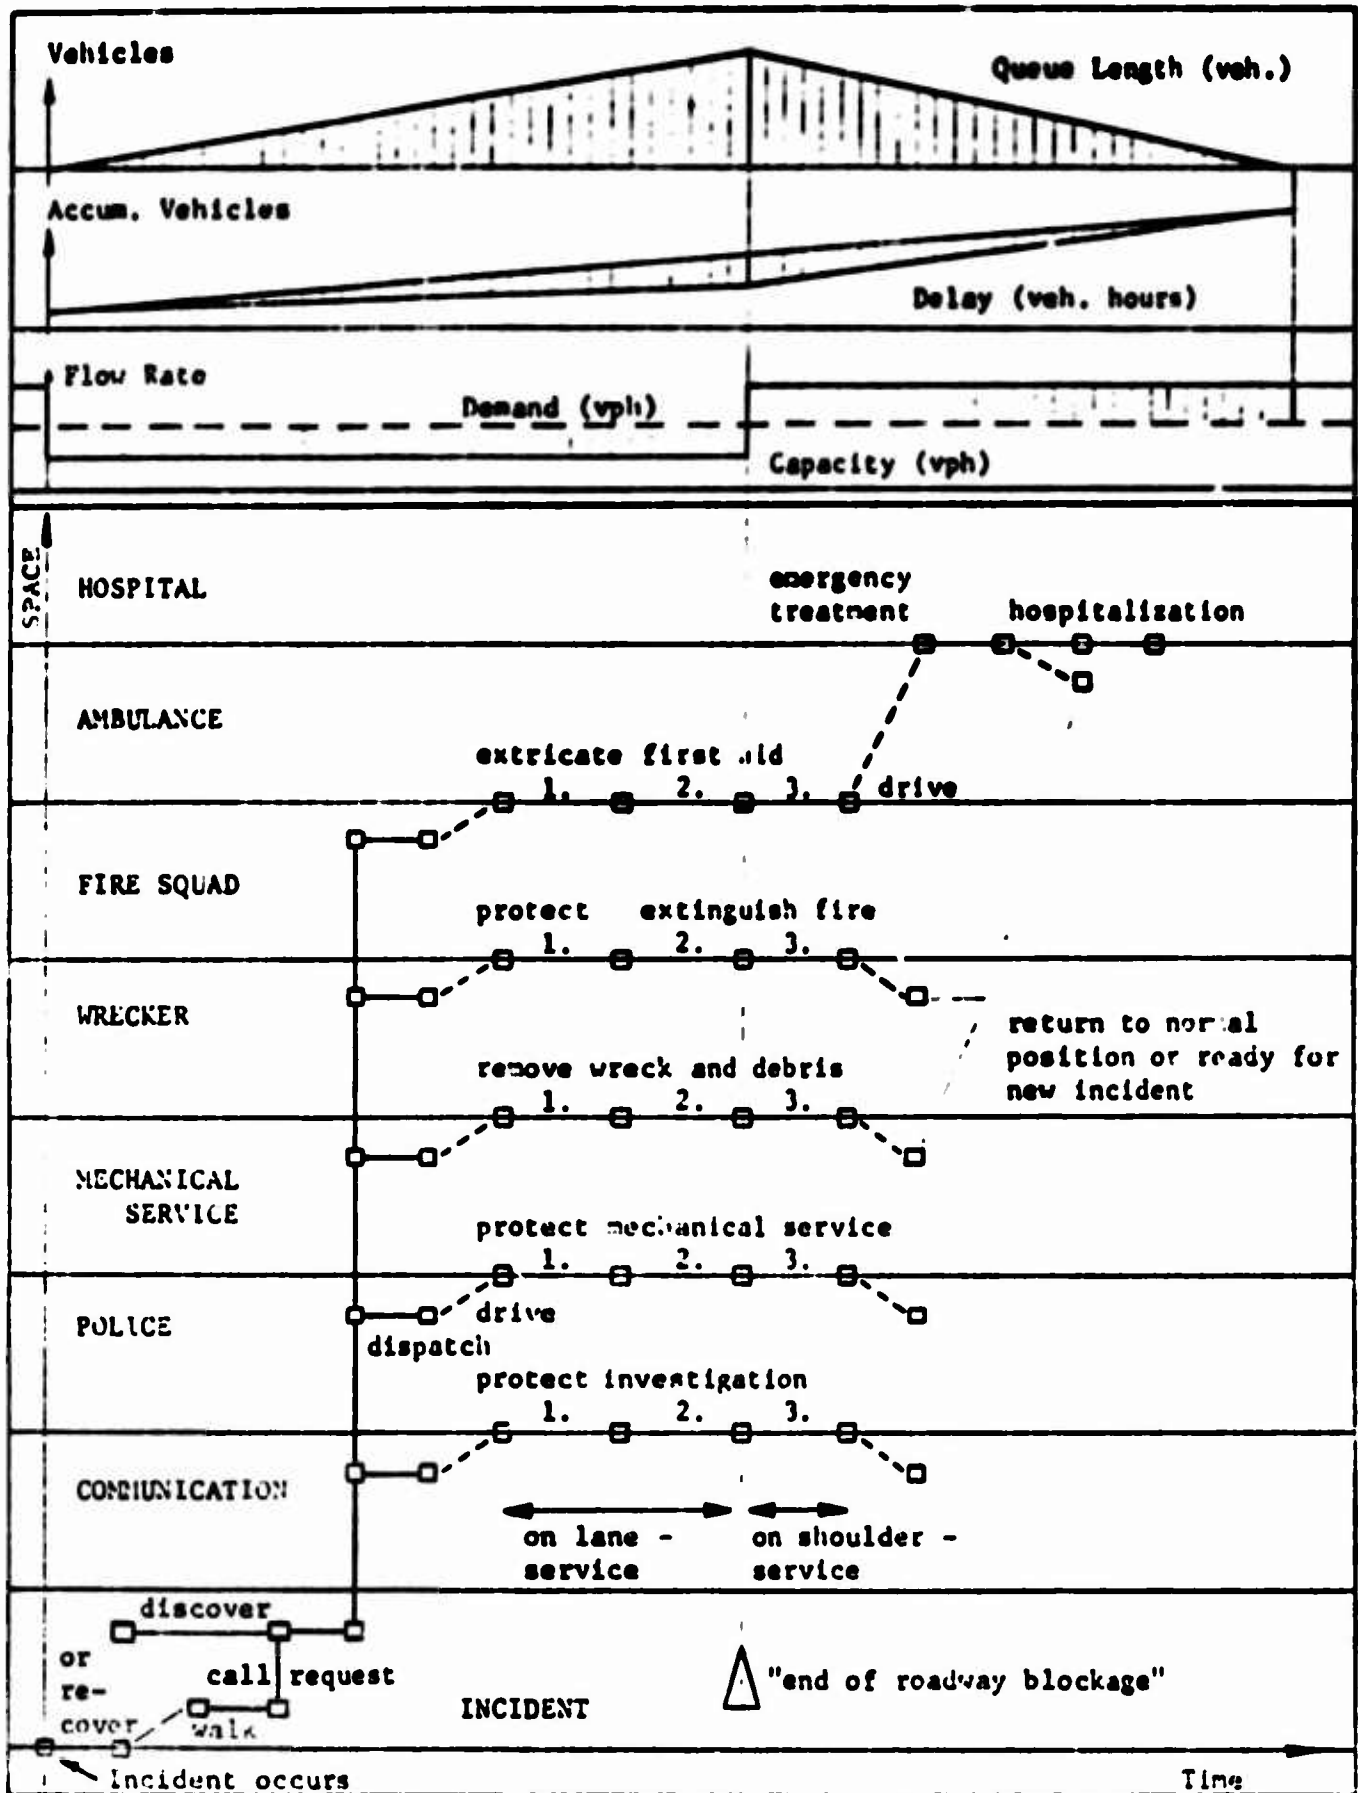 Vehicles
Queue Length (veh.)
Accum. Vehicles
Delay (veh. hours)
Flow Rate
Demand (vph)
Capacity (vph)
SPACE
HOSPITAL
emergency
treatment
hospitalization
AMBULANCE
extricate first aid
1. 2. 3. drive
FIRE SQUAD
protect extinguish fire
1. 2. 3.
WRECKER
return to normal
position or ready for
new incident
remove wreck and debris
1. 2. 3.
MECHANICAL
SERVICE
protect mechanical service
1. 2. 3.
POLICE
drive
dispatch
protect investigation
1. 2. 3.
COMMUNICATION
on lane -
service
on shoulder -
service
discover
or
re-
cover
call request
walk
INCIDENT
"end of roadway blockage"
Incident occurs
Time